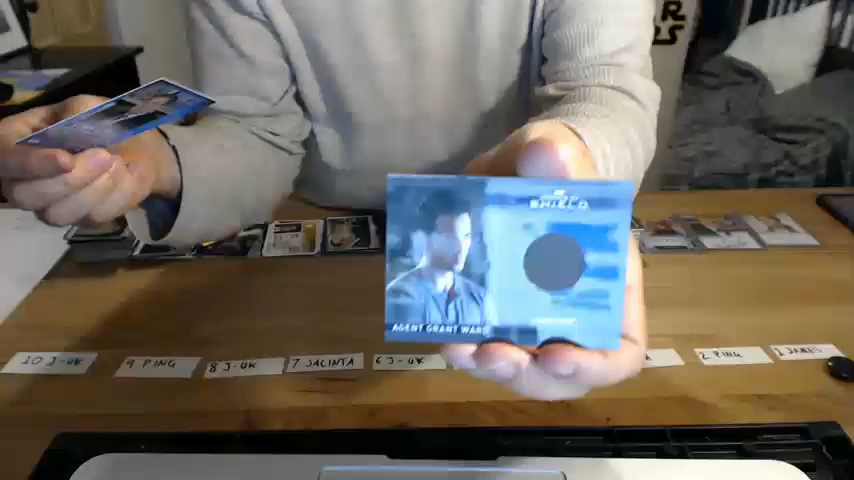 SHIELD
AGENT GRANT WARD
10 J-UK
9 PING
8 J-UK
7 JACINTA
6 J-UK
2 PING
1 JAMES